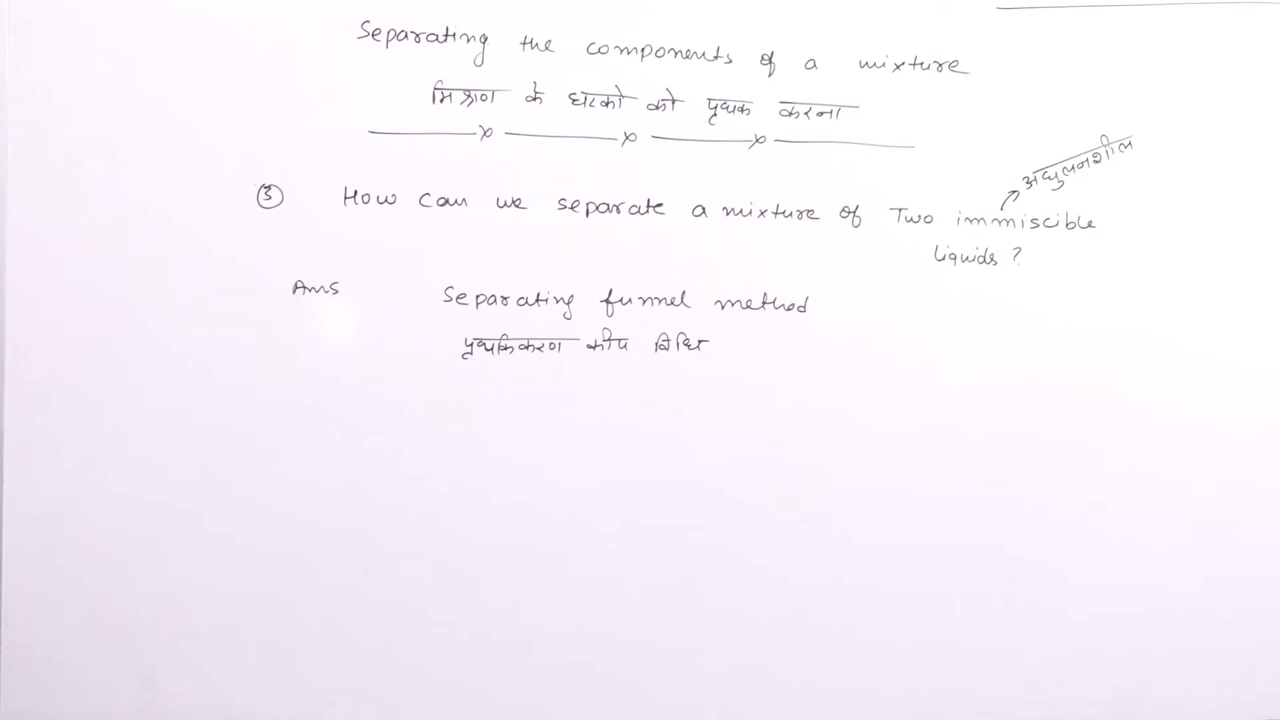 Separating the components of a mixture
मिश्रण के घटको को पृथक करना
अघुलनशील
③ How can we separate a mixture of Two immiscible
liquids ?
Ans Separating funnel method
पृथकिकरण कीप विधि